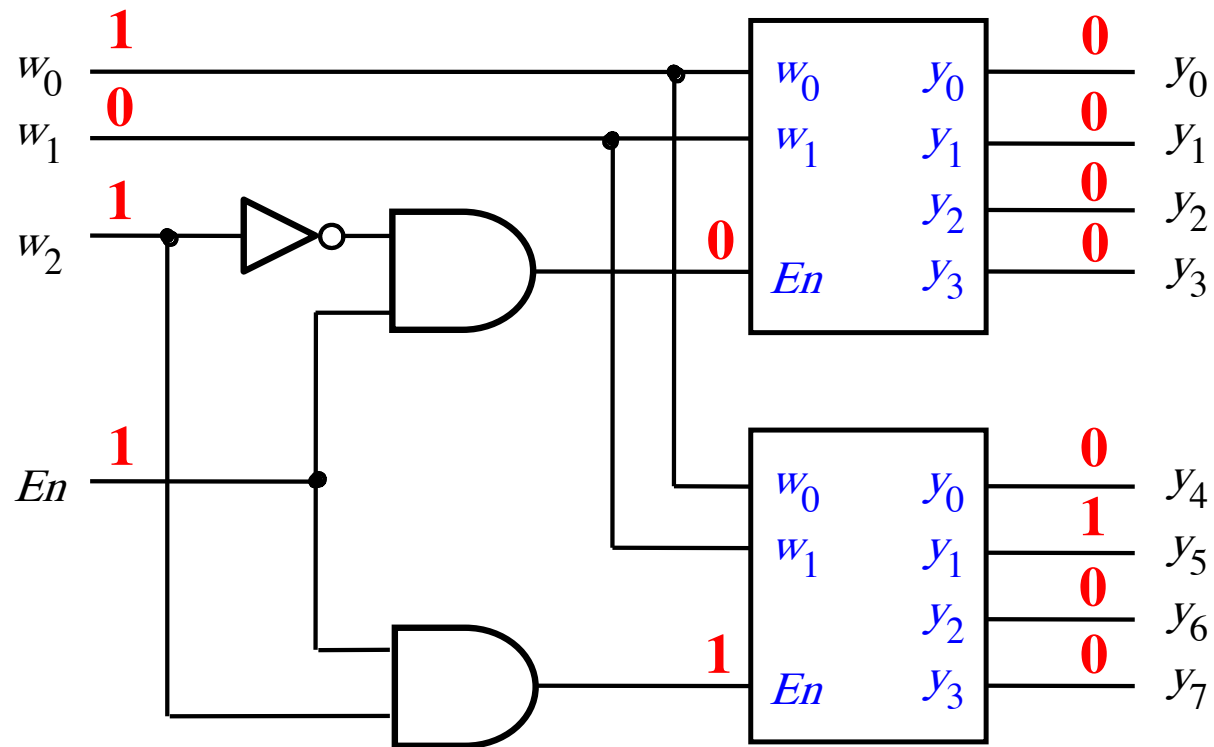 1 0
w0 w0 y0 y0
0 0
w1 w1 y1 y1
1 0
w2 y2 y2
0 0
En y3 y3
1 0
En w0 y0 y4
1
w1 y1 y5
0
y2 y6
1 0
En y3 y7